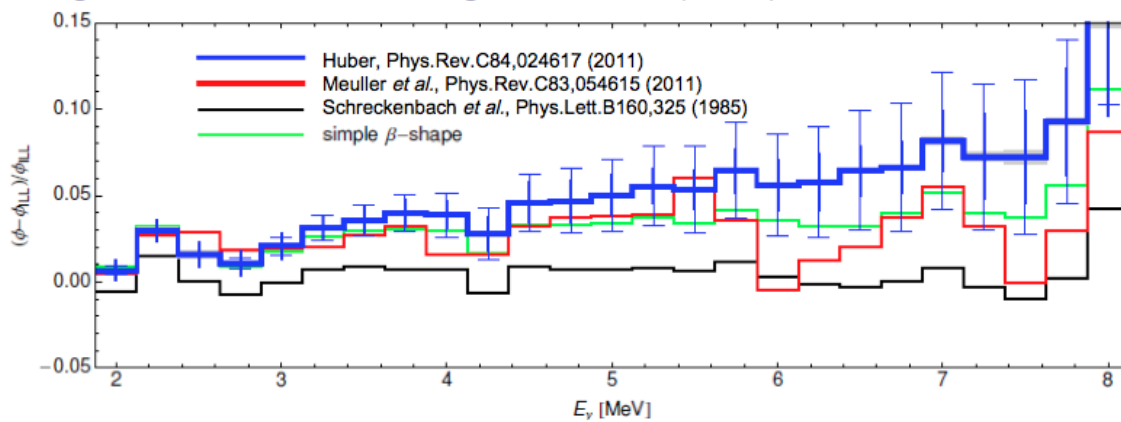 0.15
0.10
0.05
0.00
−0.05
(ϕ−ϕILL)/ϕILL
Huber, Phys.Rev.C84,024617 (2011)
Meuller et al., Phys.Rev.C83,054615 (2011)
Schreckenbach et al., Phys.Lett.B160,325 (1985)
simple β−shape
2 3 4 5 6 7 8
Eν [MeV]